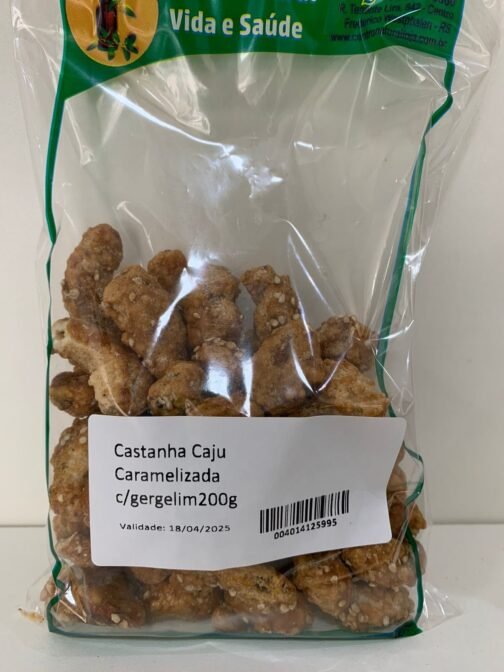 Vida e Saúde
Castanha Caju
Caramelizada
c/gergelim200g
Validade: 18/04/2025
004014125995